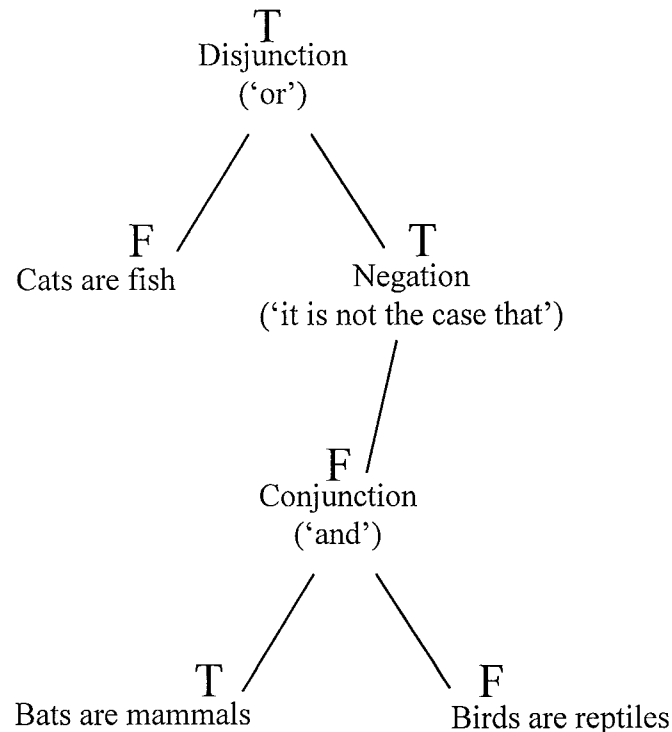 T
Disjunction
(‘or’)
F
Cats are fish
T
Negation
(‘it is not the case that’)
F
Conjunction
(‘and’)
T
Bats are mammals
F
Birds are reptiles